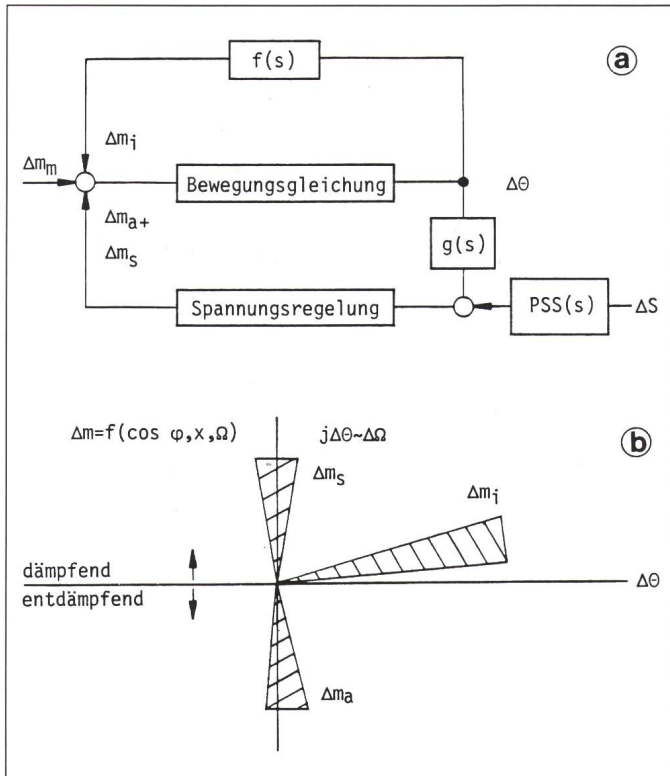 f(s)
a
Δm_i
Δm_m
Bewegungsgleichung
ΔΘ
Δm_a+
Δm_s
g(s)
Spannungsregelung
PSS(s)
ΔS
Δm=f(cos φ,x,Ω)
jΔΘ~ΔΩ
b
Δm_s
Δm_i
dämpfend
entdämpfend
ΔΘ
Δm_a